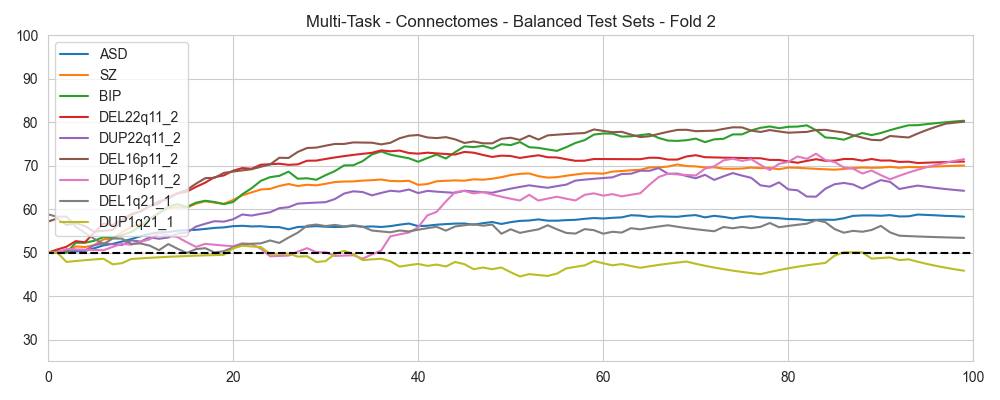 Multi-Task - Connectomes - Balanced Test Sets - Fold 2
100
90
80
70
60
50
40
30
ASD
SZ
BIP
DEL22q11_2
DUP22q11_2
DEL16p11_2
DUP16p11_2
DEL1q21_1
DUP1q21_1
0
20
40
60
80
100